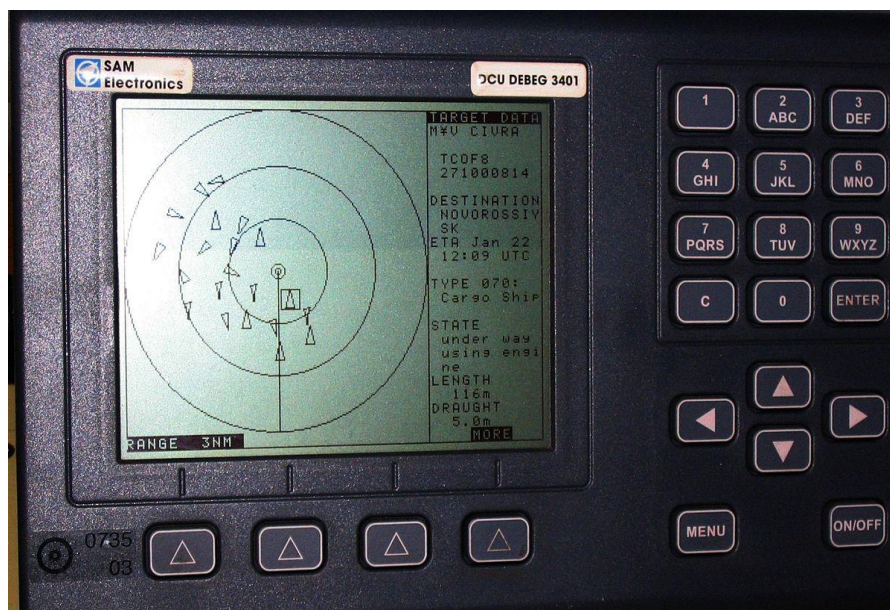 SAM
Electronics
DCU DEBEG 3401
TARGET DATA
M¥V CIVRA
TCOF8
271000814
DESTINATION
NOVOROSSIY
SK
ETA Jan 22
12:09 UTC
TYPE 070:
Cargo Ship
STATE
under way
using engi
ne
LENGTH
116m
DRAUGHT
5.0m
MORE
RANGE 3NM
1
2
ABC
3
DEF
4
GHI
5
JKL
6
MNO
7
PQRS
8
TUV
9
WXYZ
C
0
ENTER
MENU
ON/OFF
0735
03